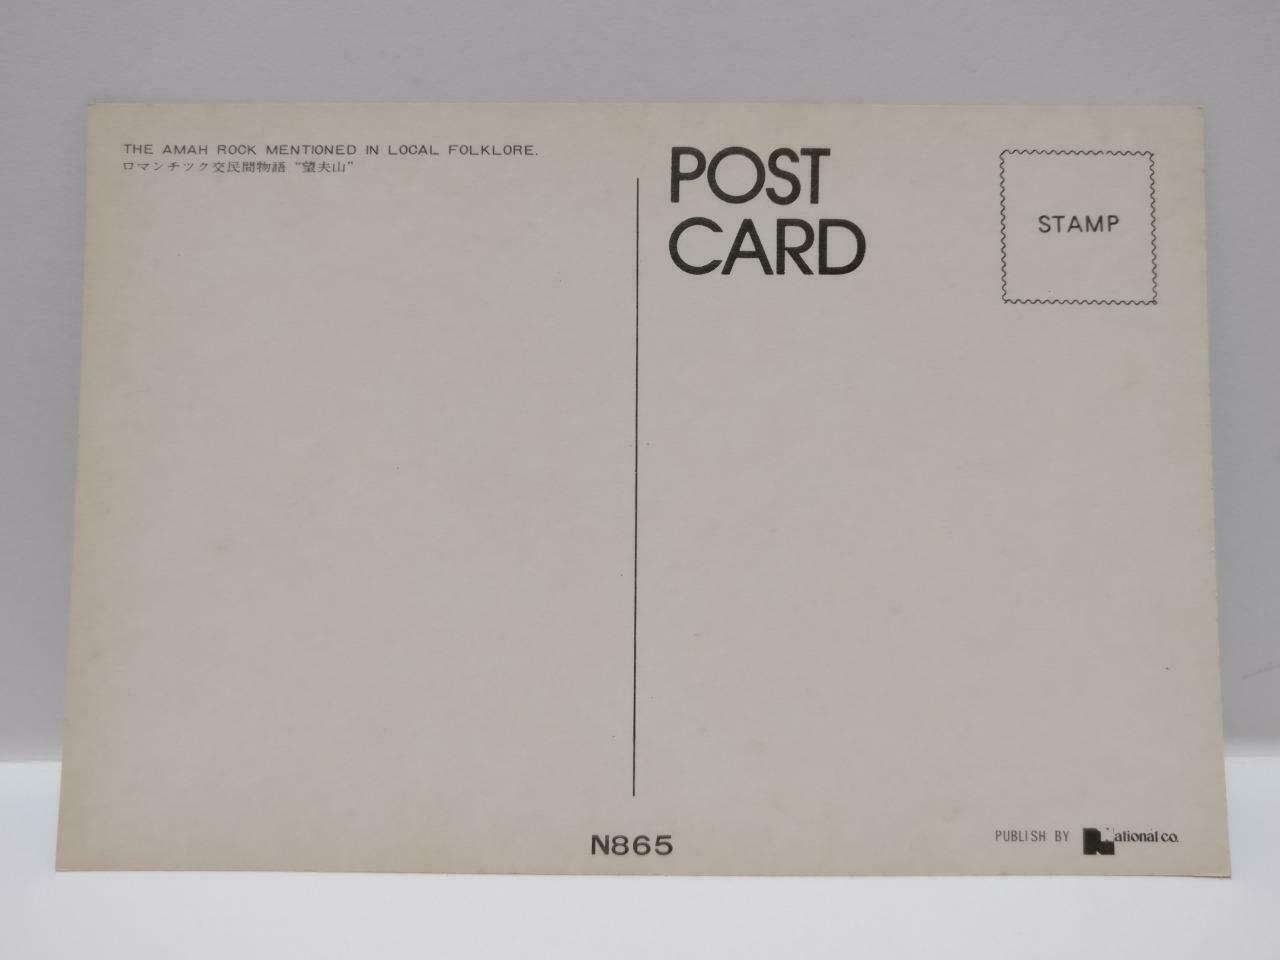 THE AMAH ROCK MENTIONED IN LOCAL FOLKLORE.
ロマンチツク交民間物語 “望夫山”
POST
CARD
STAMP
N865
PUBLISH BY National co.